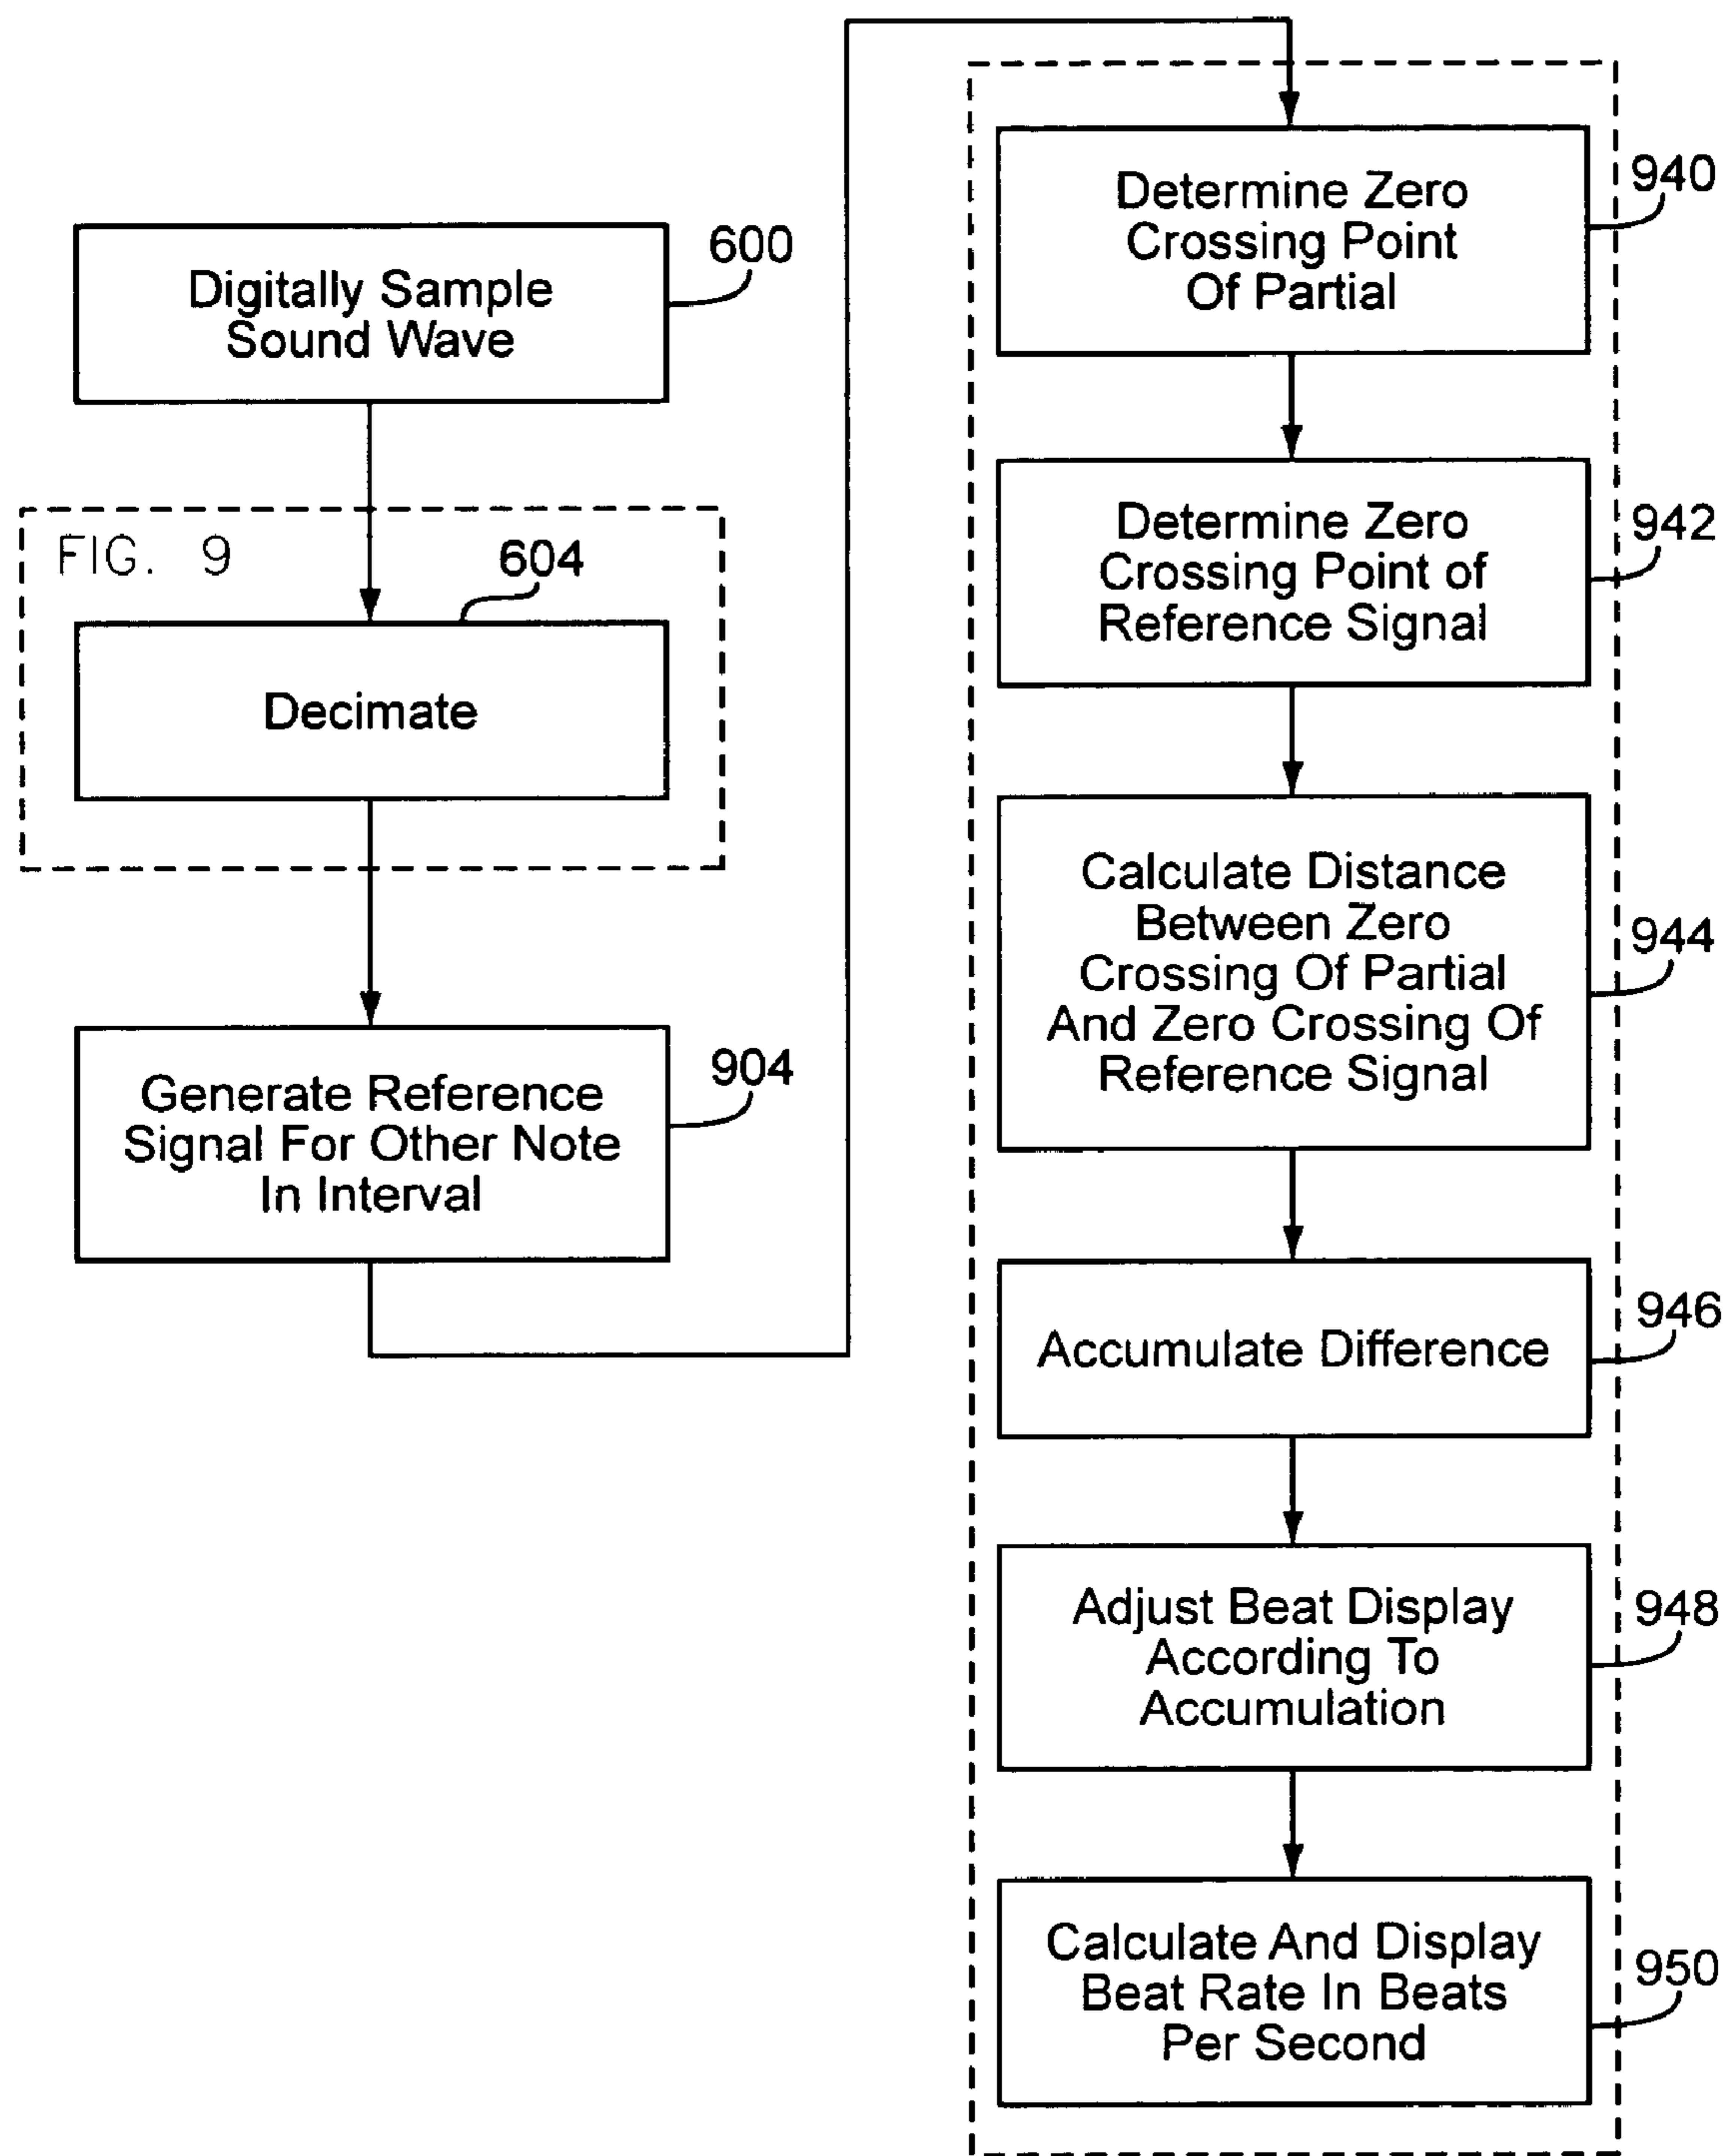 Digitally Sample
Sound Wave
600
FIG. 9
604
Decimate
Generate Reference
Signal For Other Note
In Interval
904
Determine Zero
Crossing Point
Of Partial
940
Determine Zero
Crossing Point of
Reference Signal
942
Calculate Distance
Between Zero
Crossing Of Partial
And Zero Crossing Of
Reference Signal
944
Accumulate Difference
946
Adjust Beat Display
According To
Accumulation
948
Calculate And Display
Beat Rate In Beats
Per Second
950